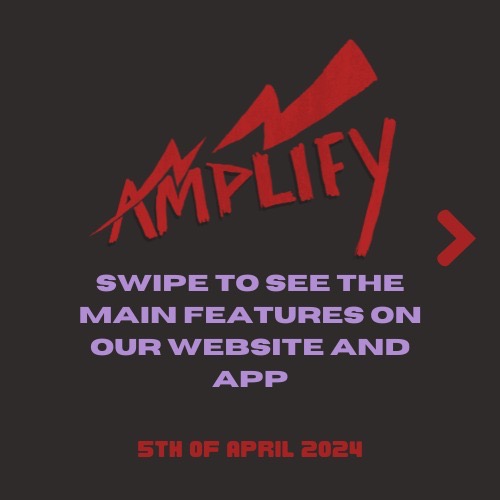 AMPLIFY
SWIPE TO SEE THE
MAIN FEATURES ON
OUR WEBSITE AND
APP
5TH OF APRIL 2024